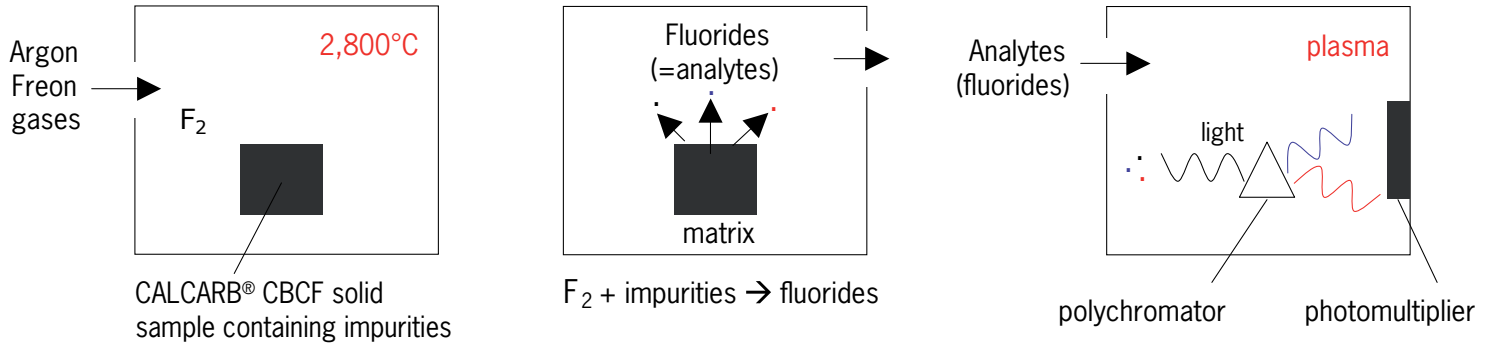 Argon
Freon
gases
2,800°C
F₂
CALCARB® CBCF solid
sample containing impurities
Fluorides
(=analytes)
matrix
F₂ + impurities → fluorides
Analytes
(fluorides)
plasma
light
polychromator
photomultiplier